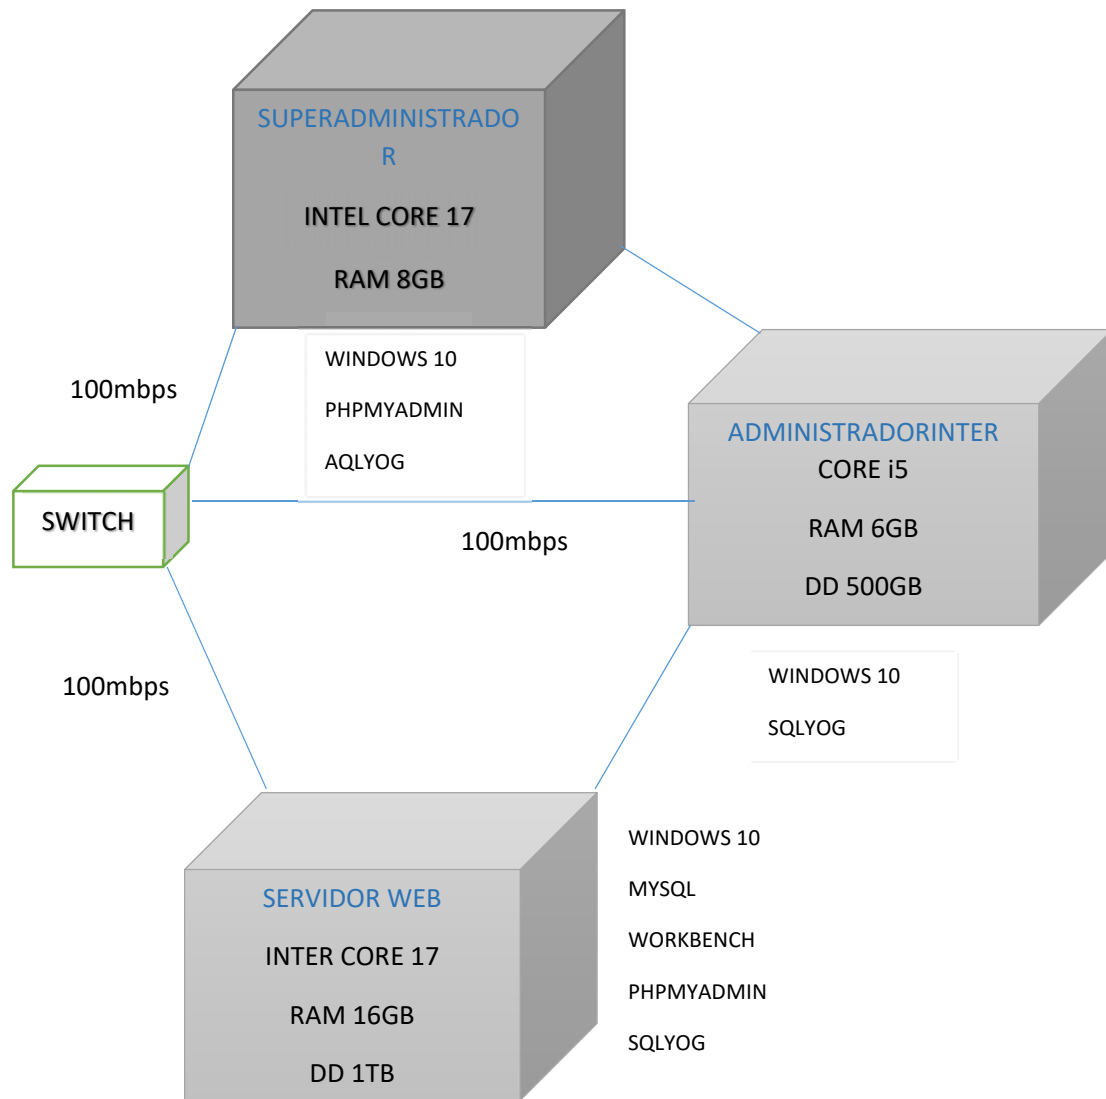 SUPERADMINISTRADO
R
INTEL CORE 17
RAM 8GB
WINDOWS 10
PHPMYADMIN
AQLYOG
100mbps
SWITCH
100mbps
ADMINISTRADORINTER
CORE i5
RAM 6GB
DD 500GB
WINDOWS 10
SQLYOG
100mbps
SERVIDOR WEB
INTER CORE 17
RAM 16GB
DD 1TB
WINDOWS 10
MYSQL
WORKBENCH
PHPMYADMIN
SQLYOG